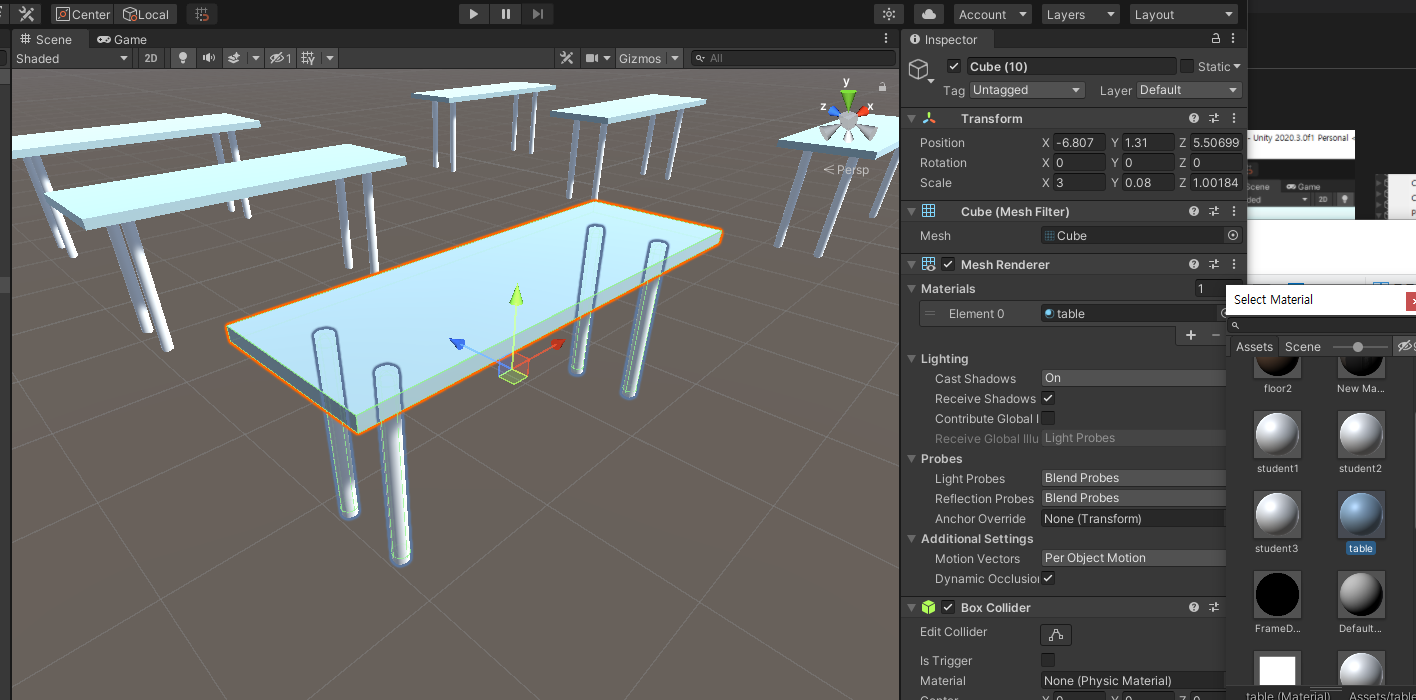 Center Local
Account Layers Layout
Scene Game
Shaded 2D 1 Gizmos All
y
z x
Persp
Inspector
Cube (10) Static
Tag Untagged Layer Default
Transform
Position X -6.807 Y 1.31 Z 5.50699
Rotation X 0 Y 0 Z 0
Scale X 3 Y 0.08 Z 1.00184
Cube (Mesh Filter)
Mesh Cube
Mesh Renderer
Materials 1
Element 0 table
Lighting
Cast Shadows On
Receive Shadows
Contribute Global I
Receive Global Illu Light Probes
Probes
Light Probes Blend Probes
Reflection Probes Blend Probes
Anchor Override None (Transform)
Additional Settings
Motion Vectors Per Object Motion
Dynamic Occlusion
Box Collider
Edit Collider
Is Trigger
Material None (Physic Material)
Center X 0 Y 0 Z 0
- Unity 2020.3.0f1 Personal <
Scene Game
ded 2D
Select Material
Assets Scene
floor2 New Ma...
student1 student2
student3 table
FrameD... Default...
table (Material) Assets/table